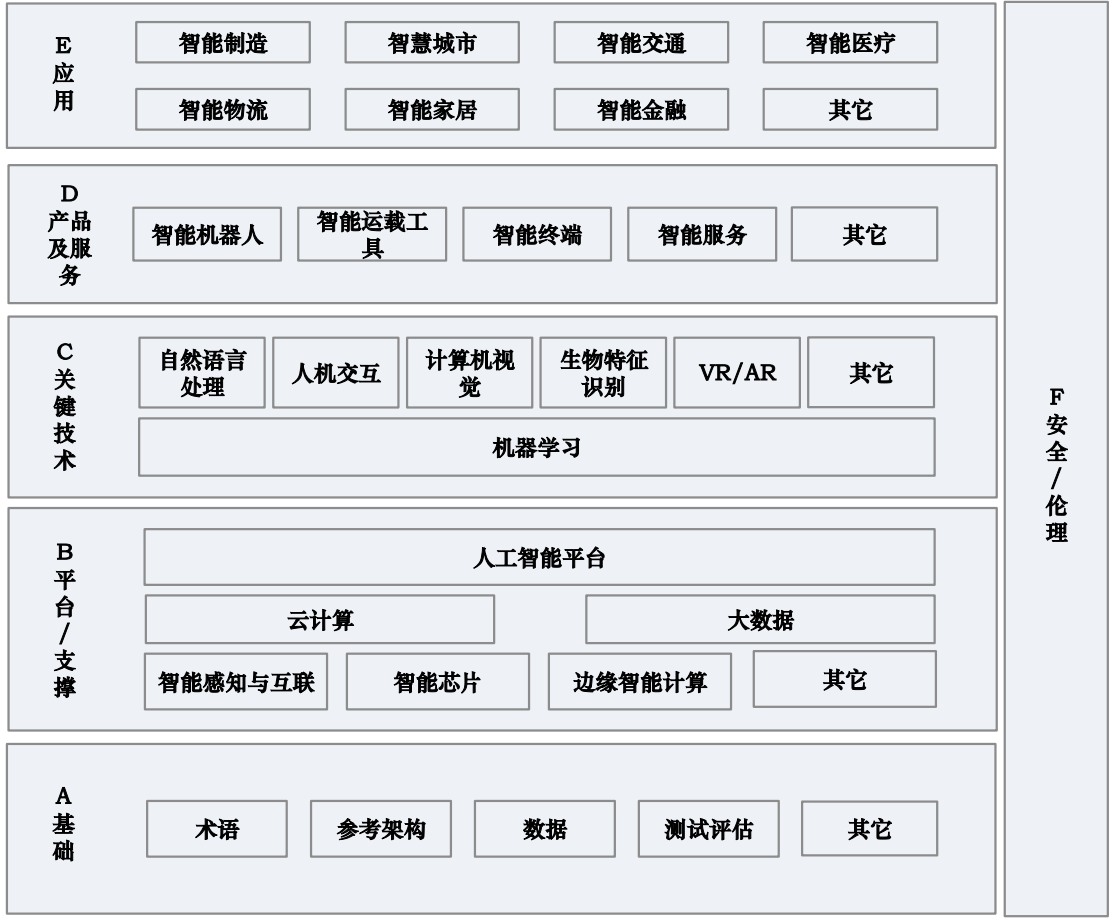 E
应
用
智能制造
智慧城市
智能交通
智能医疗
智能物流
智能家居
智能金融
其它
D
产品
及服
务
智能机器人
智能运载工
具
智能终端
智能服务
其它
C
关
键
技
术
自然语言
处理
人机交互
计算机视
觉
生物特征
识别
VR/AR
其它
机器学习
B
平
台
/
支
撑
人工智能平台
云计算
大数据
智能感知与互联
智能芯片
边缘智能计算
其它
A
基
础
术语
参考架构
数据
测试评估
其它
F
安
全
/
伦
理